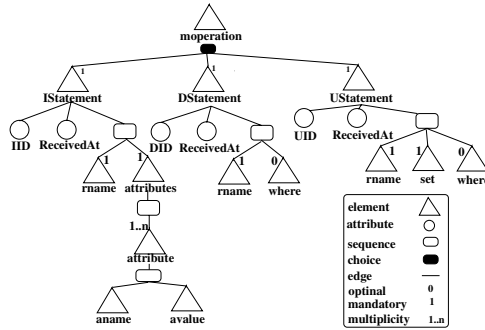 moperation
1 1 1
IStatement DStatement UStatement
IID ReceivedAt DID ReceivedAt UID ReceivedAt
1 1 1 0 1 1 0
rname attributes rname where rname set where
1..n
attribute
aname avalue
element
attribute
sequence
choice
edge
optinal 0
mandatory 1
multiplicity 1..n